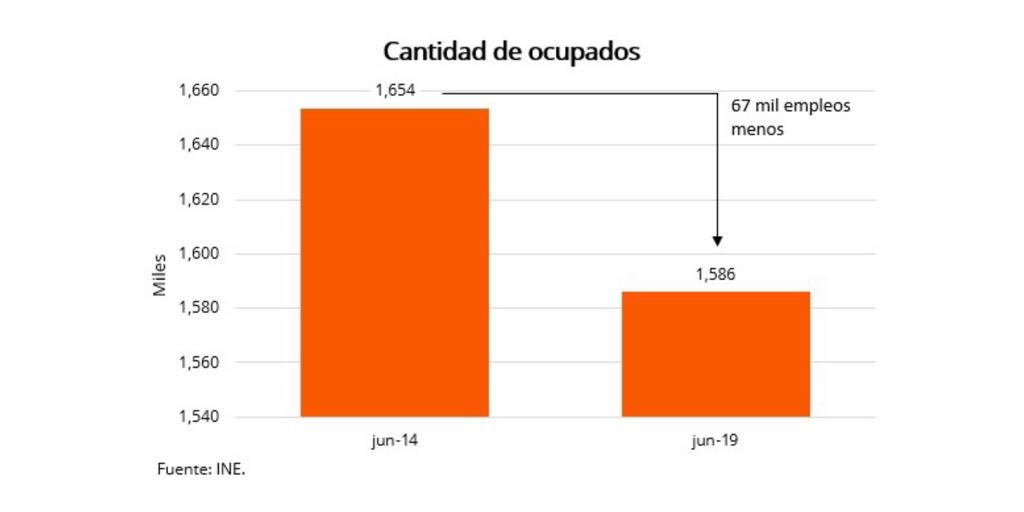 Cantidad de ocupados
1,660
1,654
67 mil empleos
menos
1,640
1,620
1,600
1,586
Miles
1,580
1,560
1,540
jun-14
jun-19
Fuente: INE.